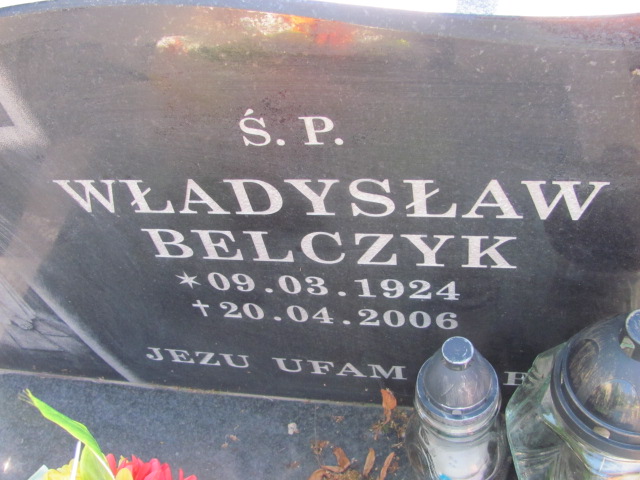 Ś. P.
WŁADYSŁAW
BELCZYK
* 09.03.1924
† 20.04.2006
JEZU UFAM